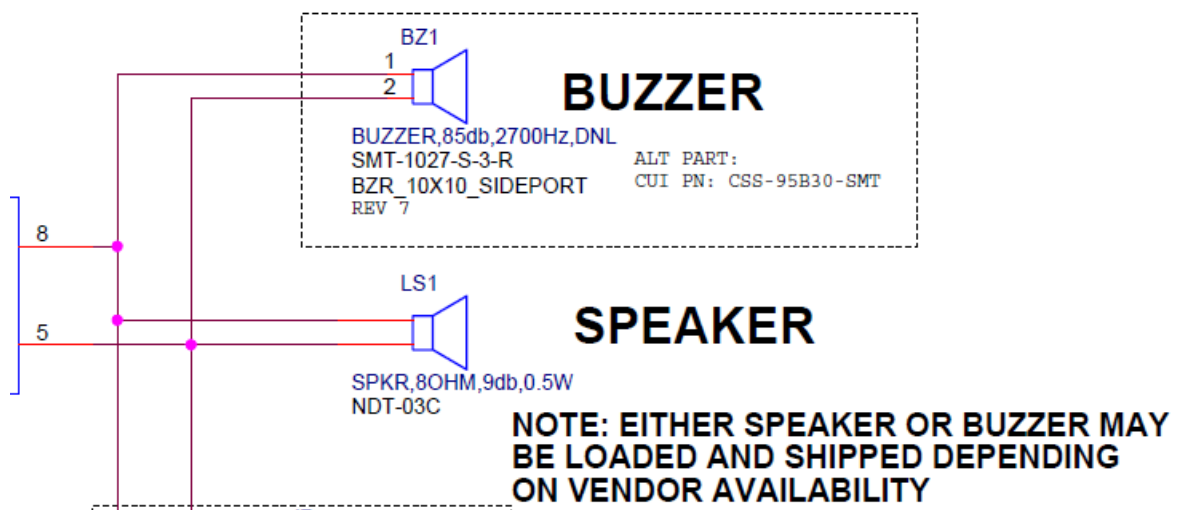 BZ1
1
2
BUZZER
BUZZER,85db,2700Hz,DNL
SMT-1027-S-3-R
BZR_10X10_SIDEPORT
REV 7
ALT PART:
CUI PN: CSS-95B30-SMT
8
5
LS1
SPEAKER
SPKR,8OHM,9db,0.5W
NDT-03C
NOTE: EITHER SPEAKER OR BUZZER MAY
BE LOADED AND SHIPPED DEPENDING
ON VENDOR AVAILABILITY